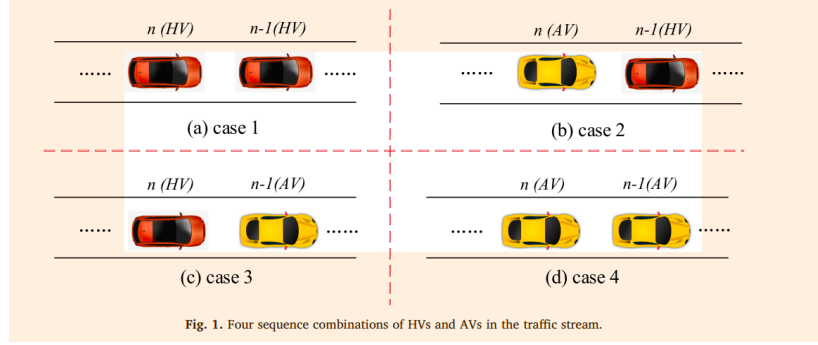 n (HV) n-1(HV)
...... ......
(a) case 1
n (AV) n-1(HV)
...... ......
(b) case 2
n (HV) n-1(AV)
...... ......
(c) case 3
n (AV) n-1(AV)
...... ......
(d) case 4
Fig. 1. Four sequence combinations of HVs and AVs in the traffic stream.